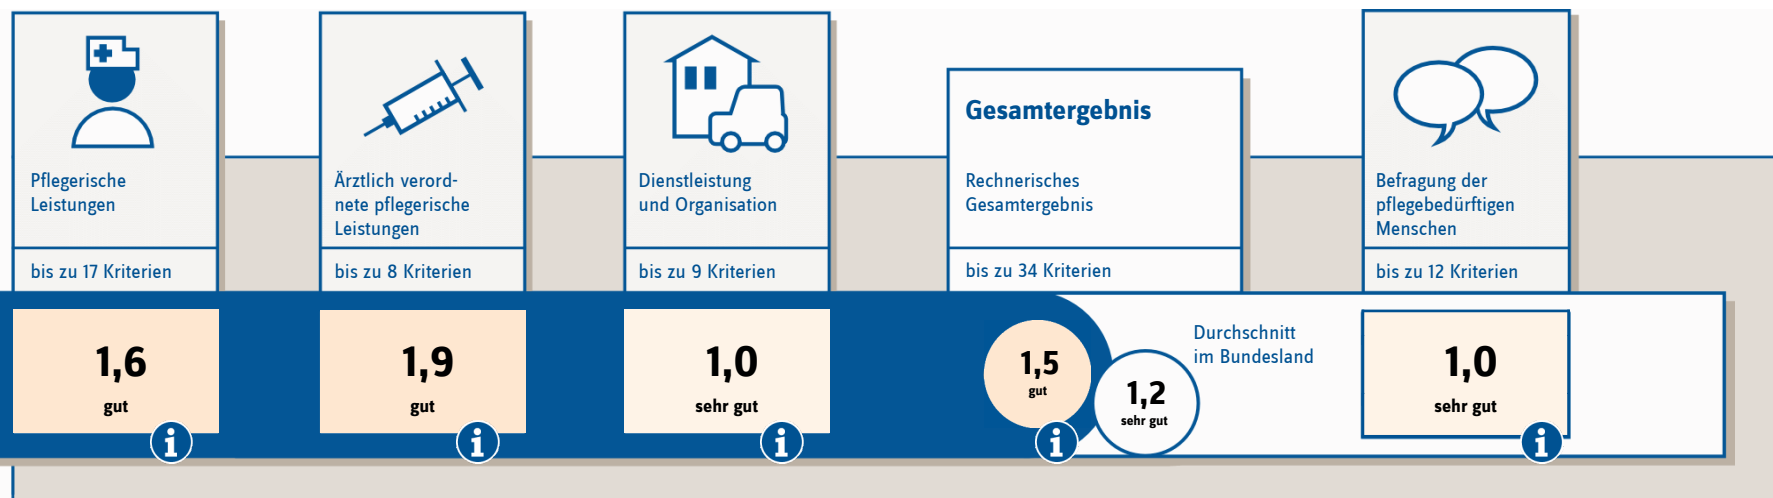 Pflegerische
Leistungen
bis zu 17 Kriterien
1,6
gut
i
Ärztlich verord-
nete pflegerische
Leistungen
bis zu 8 Kriterien
1,9
gut
i
Dienstleistung
und Organisation
bis zu 9 Kriterien
1,0
sehr gut
i
Gesamtergebnis
Rechnerisches
Gesamtergebnis
bis zu 34 Kriterien
1,5
gut
i
1,2
sehr gut
Durchschnitt
im Bundesland
Befragung der
pflegebedürftigen
Menschen
bis zu 12 Kriterien
1,0
sehr gut
i